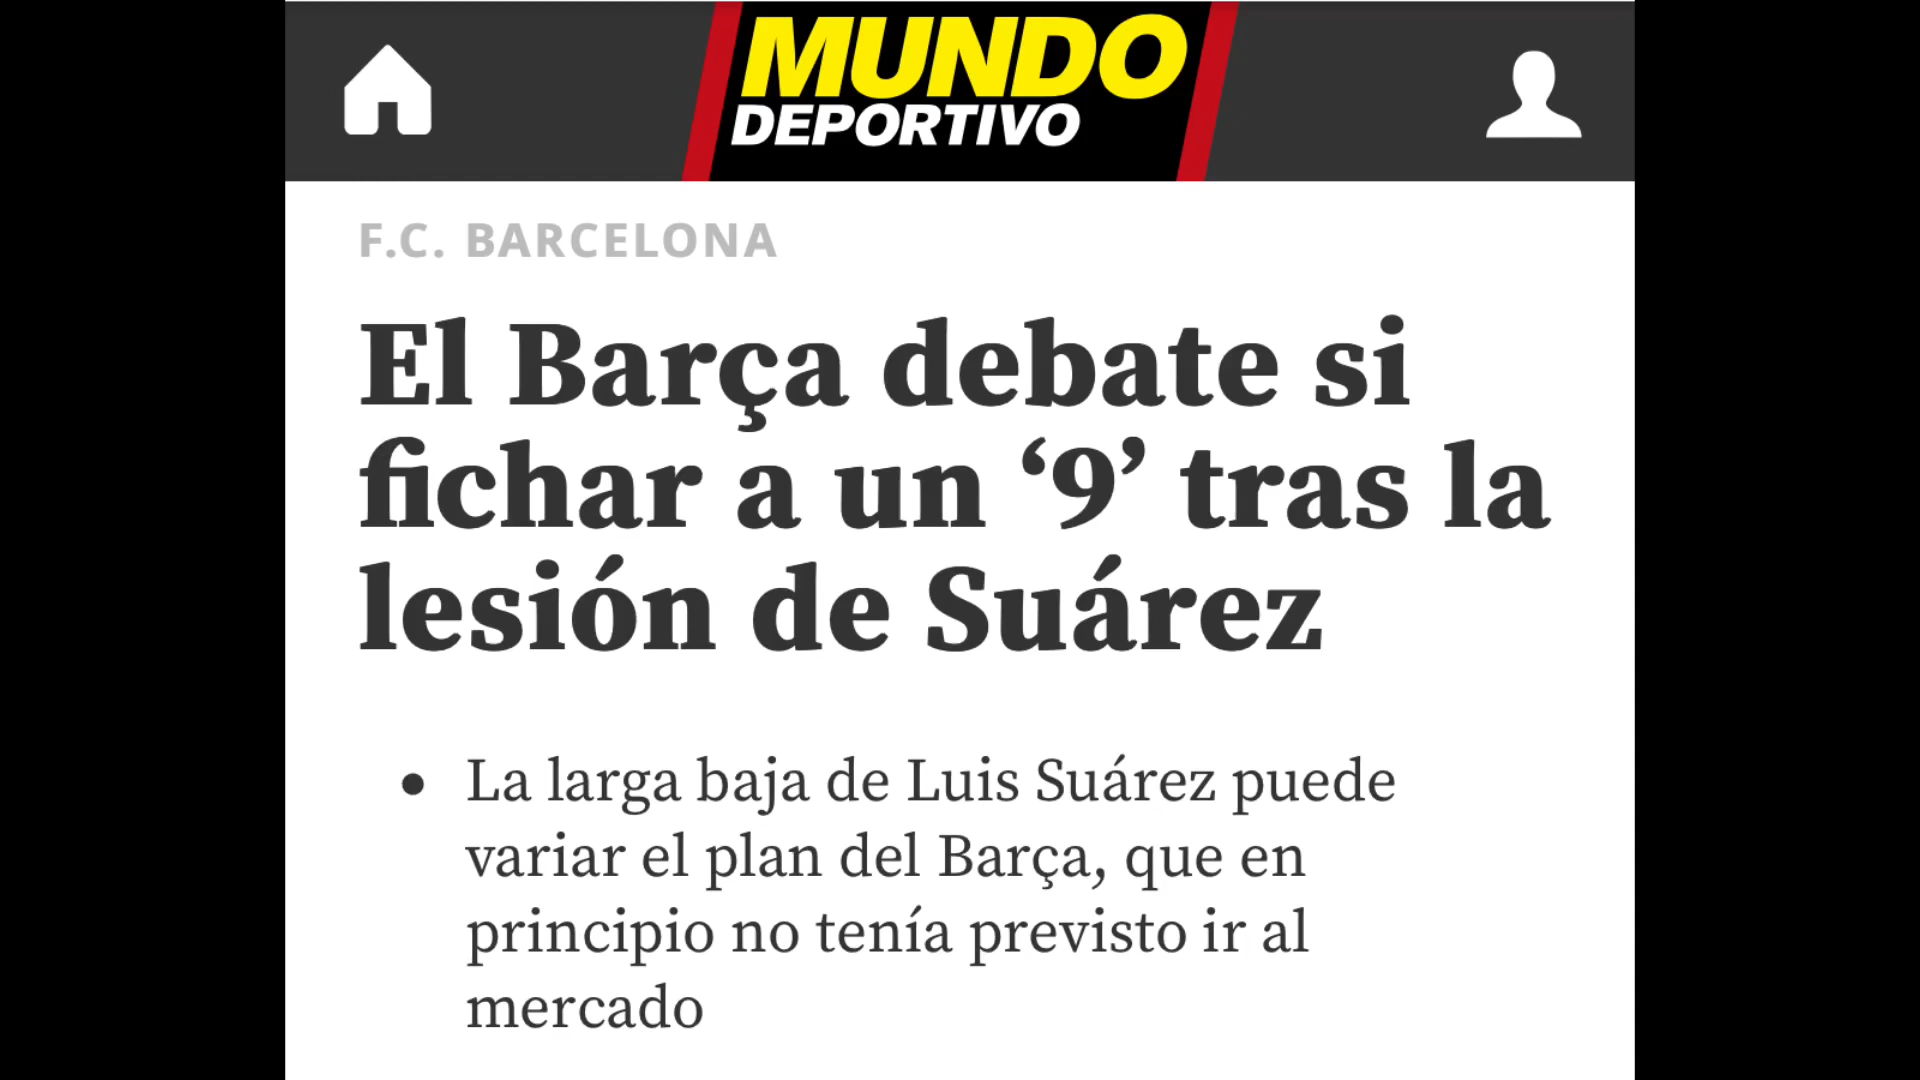 MUNDO
DEPORTIVO
F.C. BARCELONA
El Barça debate si
fichar a un ‘9’ tras la
lesión de Suárez
• La larga baja de Luis Suárez puede
variar el plan del Barça, que en
principio no tenía previsto ir al
mercado